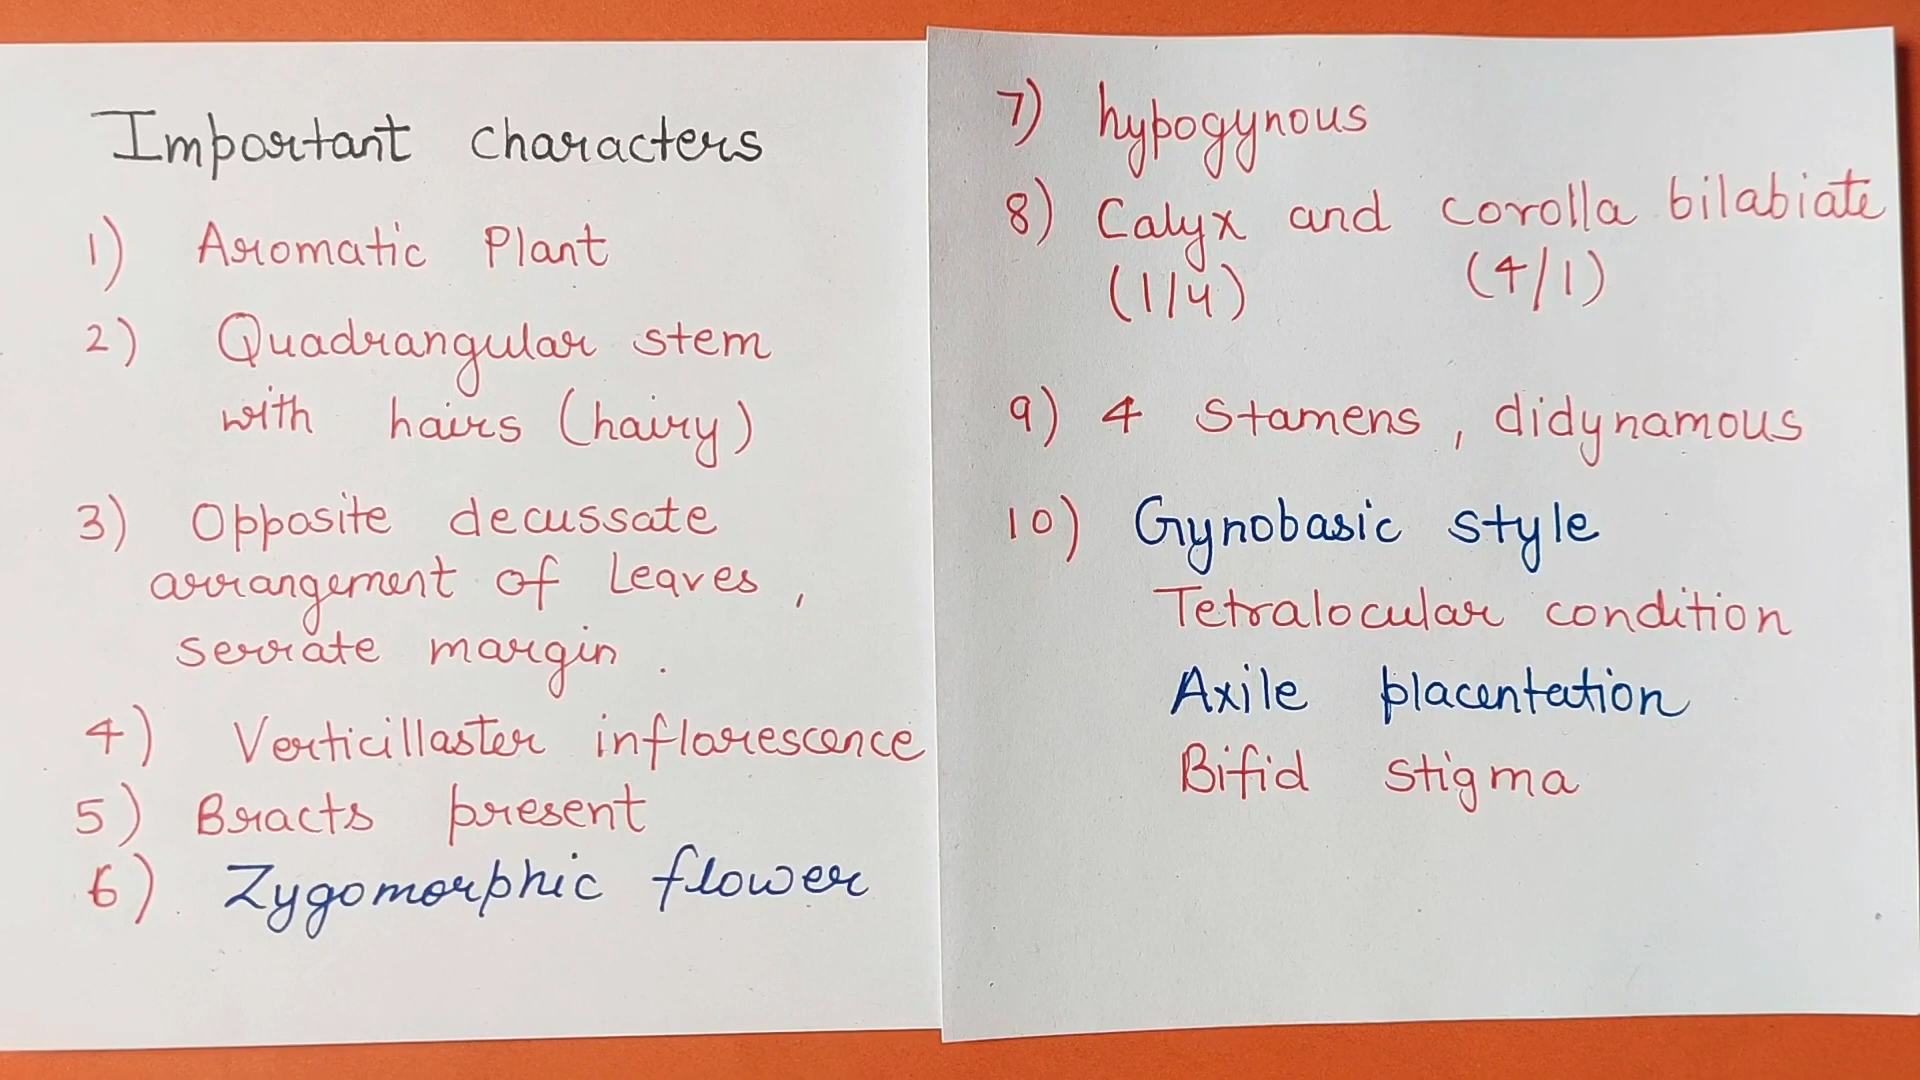 Important characters
1) Aromatic Plant
2) Quadrangular stem
with hairs (hairy)
3) Opposite decussate
arrangement of Leaves,
serrate margin.
4) Verticillaster inflorescence
5) Bracts present
6) Zygomorphic flower
7) hypogynous
8) Calyx and corolla bilabiate
(1/4) (4/1)
9) 4 Stamens, didynamous
10) Gynobasic style
Tetralocular condition
Axile placentation
Bifid stigma